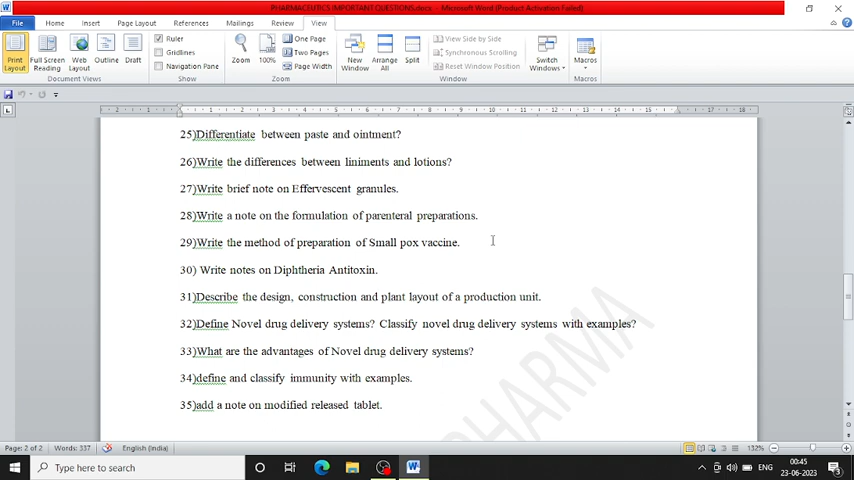 PHARMACEUTICS IMPORTANT QUESTIONS.docx - Microsoft Word (Product Activation Failed)
File Home Insert Page Layout References Mailings Review View
Print Layout
Full Screen Reading
Web Layout
Outline
Draft
Document Views
Ruler
Gridlines
Navigation Pane
Show
Zoom
100%
One Page
Two Pages
Page Width
Zoom
New Window
Arrange All
Split
View Side by Side
Synchronous Scrolling
Reset Window Position
Window
Switch Windows
Macros
Macros
25)Differentiate between paste and ointment?
26)Write the differences between liniments and lotions?
27)Write brief note on Effervescent granules.
28)Write a note on the formulation of parenteral preparations.
29)Write the method of preparation of Small pox vaccine.
30) Write notes on Diphtheria Antitoxin.
31)Describe the design, construction and plant layout of a production unit.
32)Define Novel drug delivery systems? Classify novel drug delivery systems with examples?
33)What are the advantages of Novel drug delivery systems?
34)define and classify immunity with examples.
35)add a note on modified released tablet.
PHARMA
Page: 2 of 2 Words: 337 English (India) 132%
Type here to search
ENG
00:45
23-06-2023
3